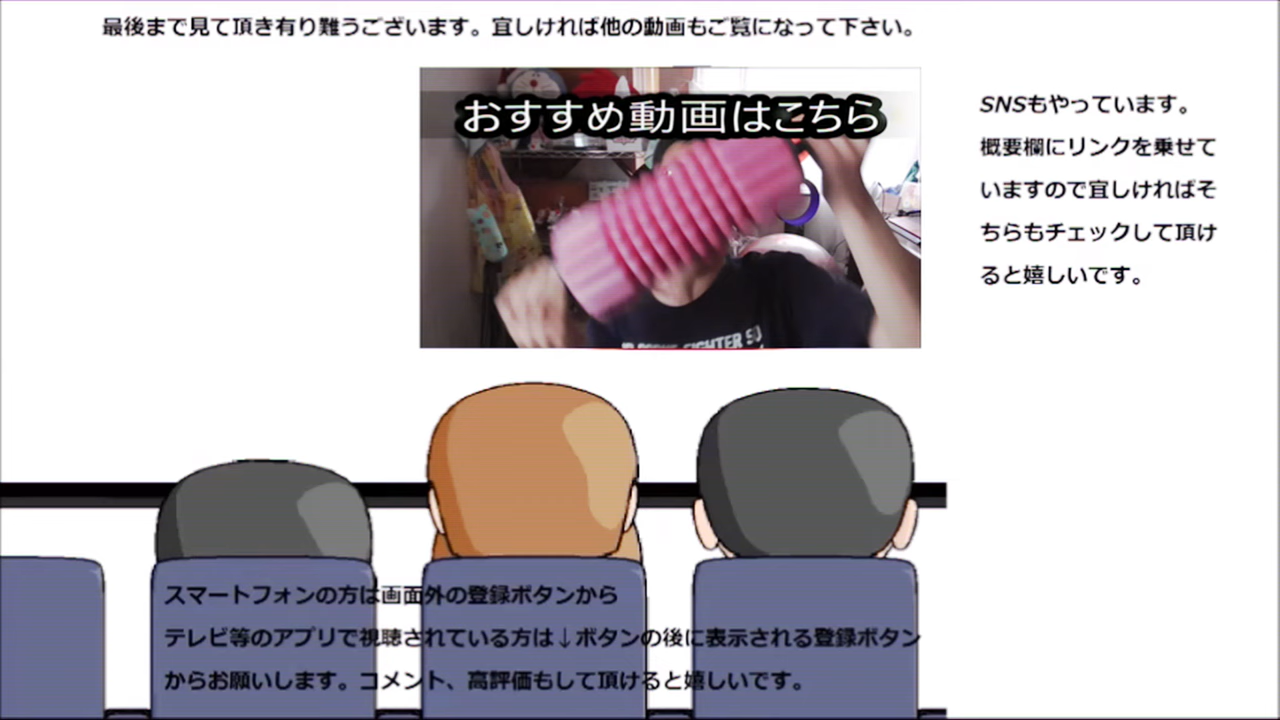 最後まで見て頂き有り難うございます。宜しければ他の動画もご覧になって下さい。
おすすめ動画はこちら
SNSもやっています。
概要欄にリンクを乗せて
いますので宜しければそ
ちらもチェックして頂け
ると嬉しいです。
スマートフォンの方は画面外の登録ボタンから
テレビ等のアプリで視聴されている方は↓ボタンの後に表示される登録ボタン
からお願いします。コメント、高評価もして頂けると嬉しいです。